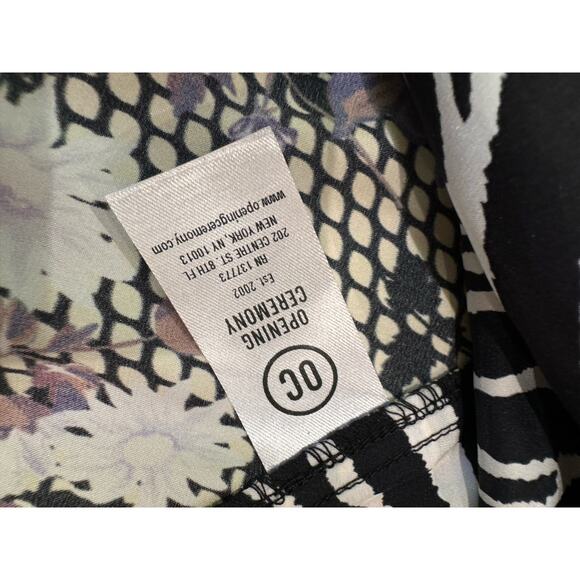 OC
OPENING
CEREMONY
Est. 2002
RN 137773
202 CENTRE ST. 8TH FL
NEW YORK, NY 10013
www.openingceremony.com